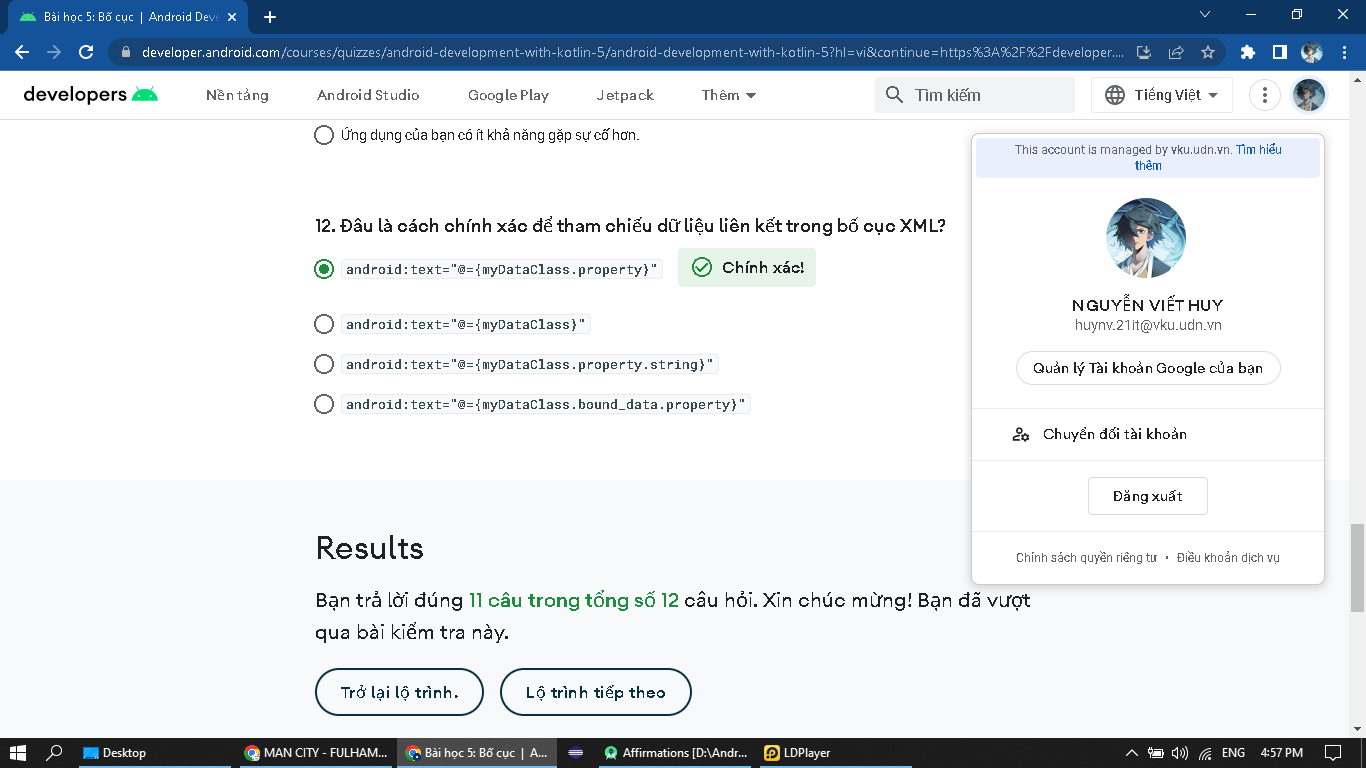 Bài học 5: Bố cục | Android Deve
developer.android.com/courses/quizzes/android-development-with-kotlin-5/android-development-with-kotlin-5?hl=vi&continue=https%3A%2F%2Fdeveloper....
developers
Nền tảng
Android Studio
Google Play
Jetpack
Thêm
Tìm kiếm
Tiếng Việt
Ứng dụng của bạn có ít khả năng gặp sự cố hơn.
12. Đâu là cách chính xác để tham chiếu dữ liệu liên kết trong bố cục XML?
android:text="@={myDataClass.property}"
Chính xác!
android:text="@={myDataClass}"
android:text="@={myDataClass.property.string}"
android:text="@={myDataClass.bound_data.property}"
This account is managed by vku.udn.vn. Tìm hiểu
thêm
NGUYỄN VIẾT HUY
huynv.21it@vku.udn.vn
Quản lý Tài khoản Google của bạn
Chuyển đổi tài khoản
Đăng xuất
Chính sách quyền riêng tư • Điều khoản dịch vụ
Results
Bạn trả lời đúng 11 câu trong tổng số 12 câu hỏi. Xin chúc mừng! Bạn đã vượt
qua bài kiểm tra này.
Trở lại lộ trình.
Lộ trình tiếp theo
Desktop
MAN CITY - FULHAM...
Bài học 5: Bố cục | A...
Affirmations [D:\Andr...
LDPlayer
ENG
4:57 PM